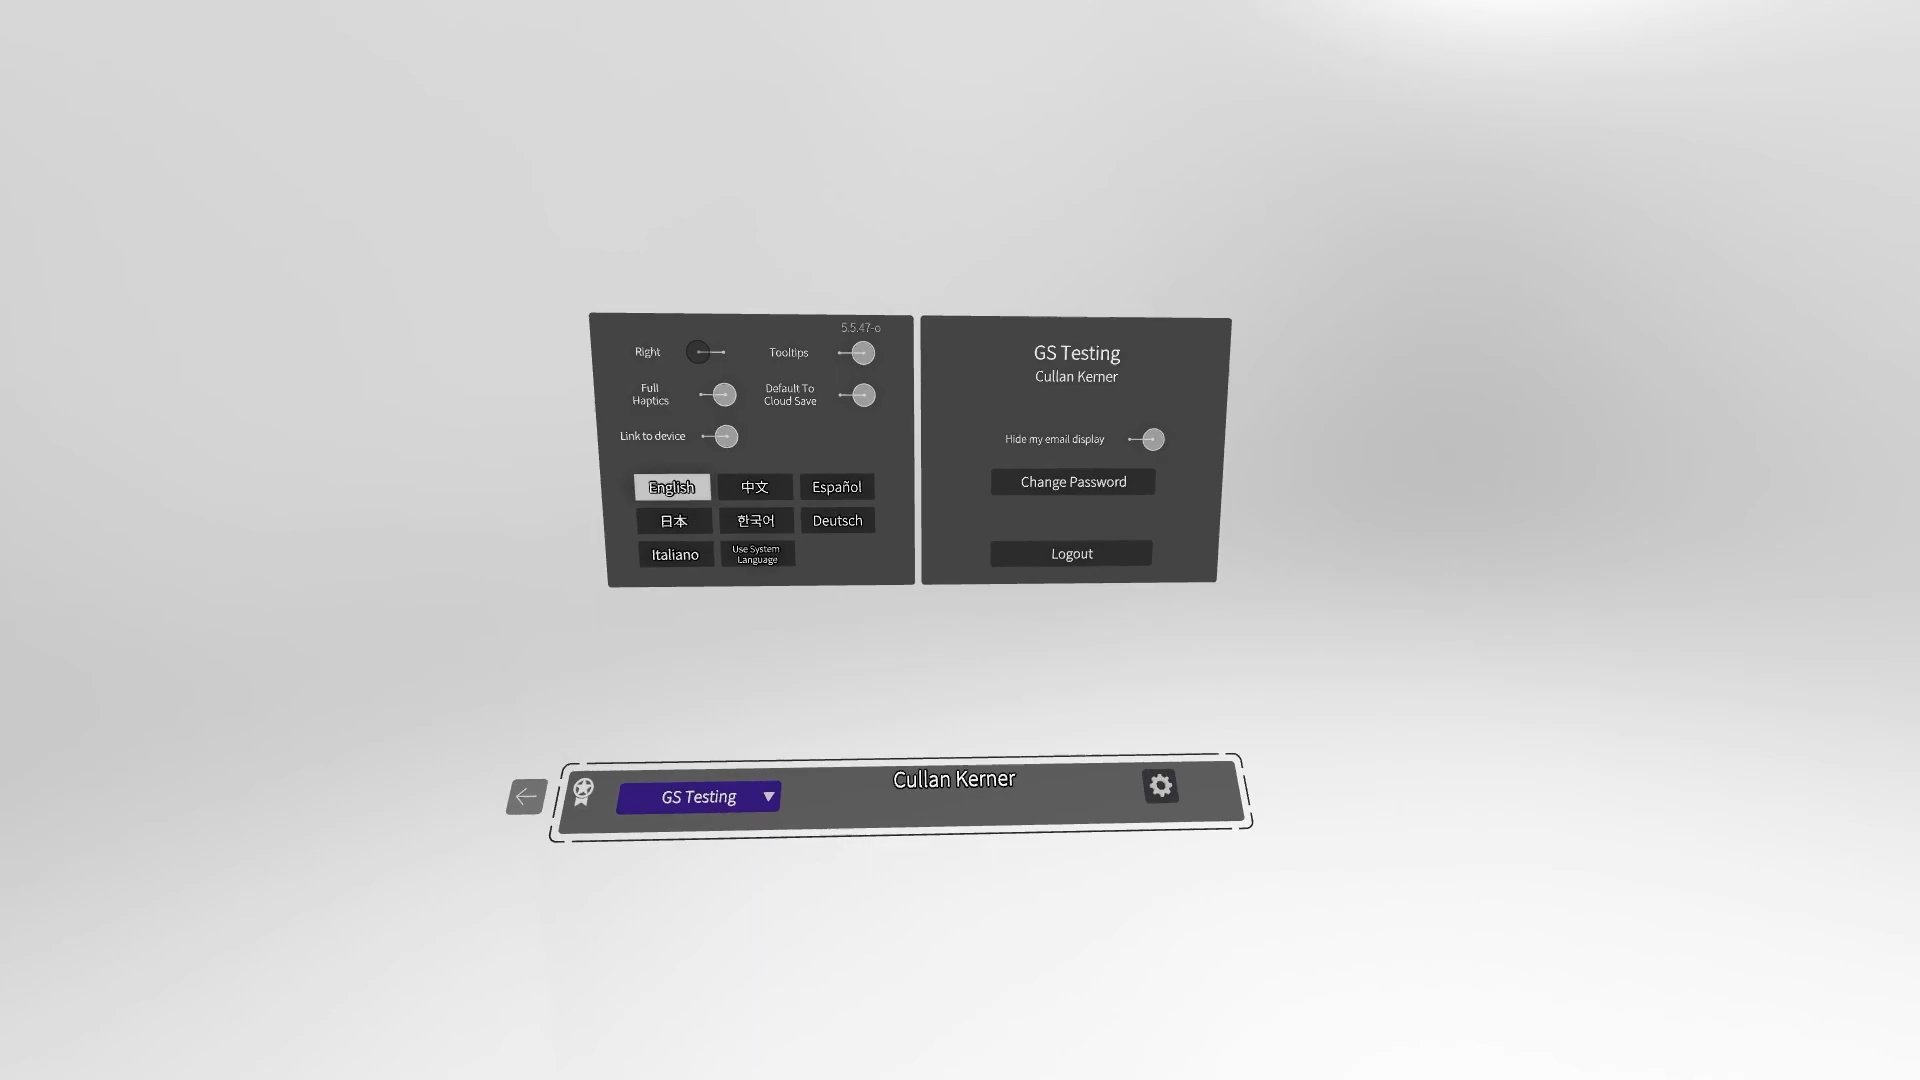 5.5.47-o
Right
Tooltips
Full
Haptics
Default To
Cloud Save
Link to device
English
中文
Español
日本
한국어
Deutsch
Italiano
Use System
Language
GS Testing
Cullan Kerner
Hide my email display
Change Password
Logout
GS Testing
Cullan Kerner